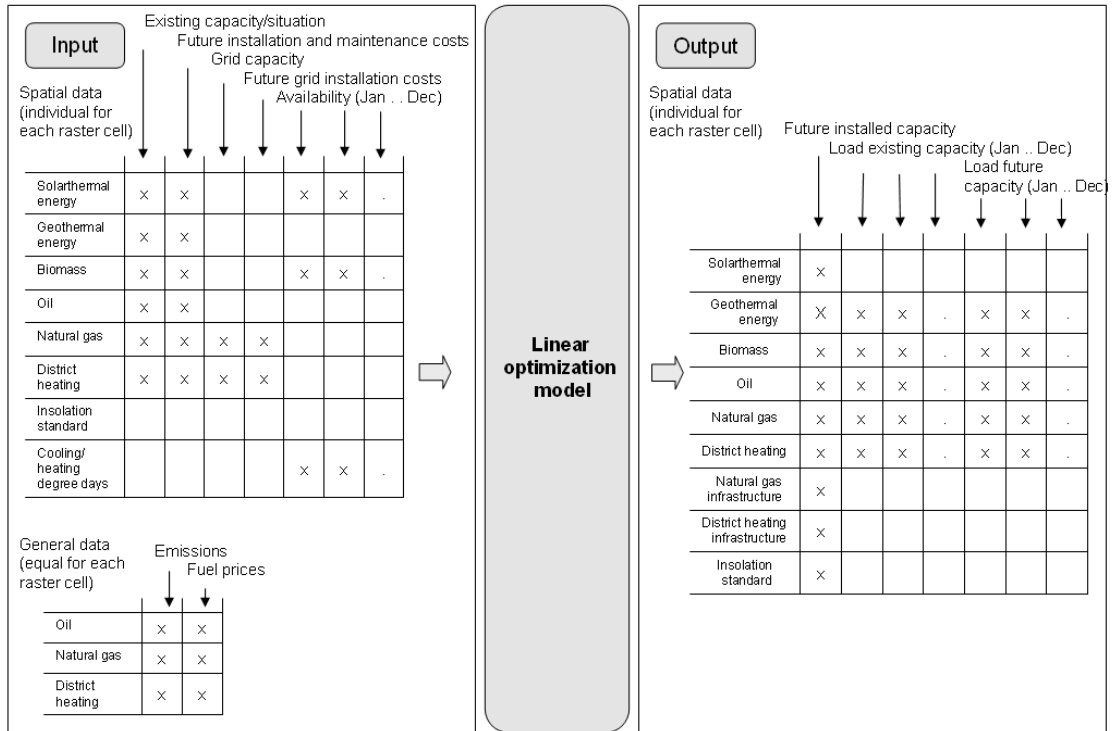 Input
Existing capacity/situation
Future installation and maintenance costs
Grid capacity
Future grid installation costs
Availability (Jan .. Dec)
Spatial data
(individual for
each raster cell)
Solarthermal
energy
x x x x .
Geothermal
energy
x x
Biomass
x x x x .
Oil
x x
Natural gas
x x x x
District
heating
x x x x
Insolation
standard
Cooling/
heating
degree days
x x .
General data
(equal for each
raster cell)
Emissions
Fuel prices
Oil
x x
Natural gas
x x
District
heating
x x
Linear
optimization
model
Output
Spatial data
(individual for
each raster cell)
Future installed capacity
Load existing capacity (Jan .. Dec)
Load future
capacity (Jan .. Dec)
Solarthermal
energy
x
Geothermal
energy
x x x . x x .
Biomass
x x x . x x .
Oil
x x x . x x .
Natural gas
x x x . x x .
District heating
x x x . x x .
Natural gas
infrastructure
x
District heating
infrastructure
x
Insolation
standard
x